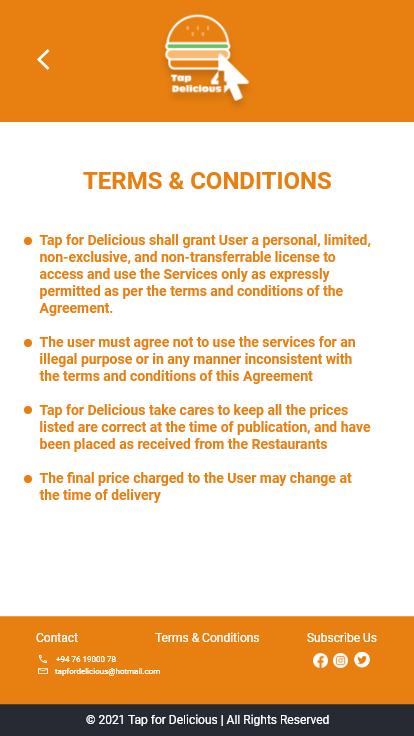 Tap
Delicious
TERMS & CONDITIONS
Tap for Delicious shall grant User a personal, limited,
non-exclusive, and non-transferrable license to
access and use the Services only as expressly
permitted as per the terms and conditions of the
Agreement.
The user must agree not to use the services for an
illegal purpose or in any manner inconsistent with
the terms and conditions of this Agreement
Tap for Delicious take cares to keep all the prices
listed are correct at the time of publication, and have
been placed as received from the Restaurants
The final price charged to the User may change at
the time of delivery
Contact Terms & Conditions Subscribe Us
+94 76 19000 78
tapfordelicious@hotmail.com
© 2021 Tap for Delicious | All Rights Reserved